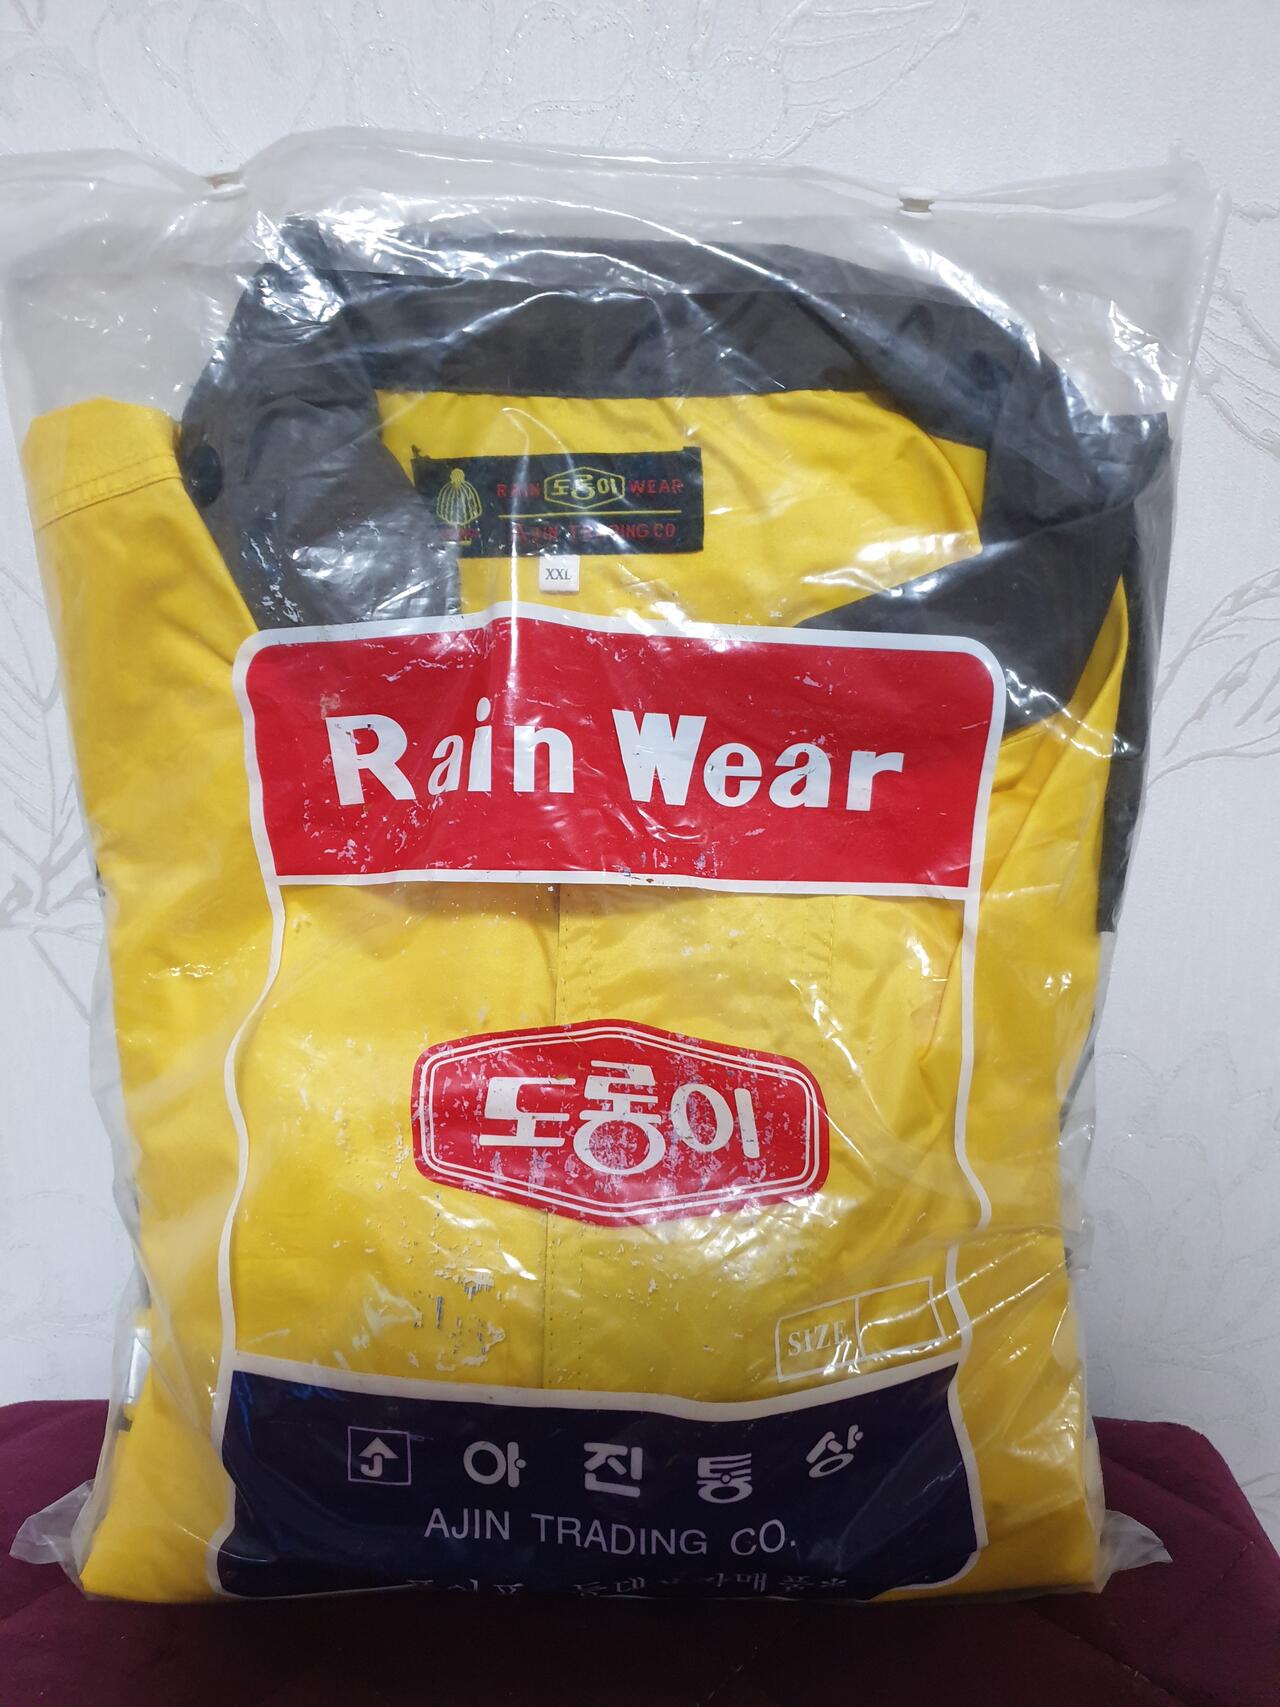 RAIN 도롱이 WEAR
AJIN TRADING CO
XXL
Rain Wear
도롱이
SIZE
아진통상
AJIN TRADING CO.